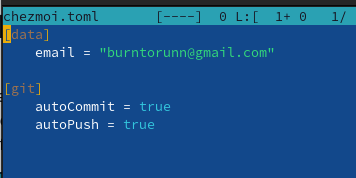 chezmoi.toml [----] 0 L:[ 1+ 0 1/
[data]
email = "burntorunn@gmail.com"
[git]
autoCommit = true
autoPush = true